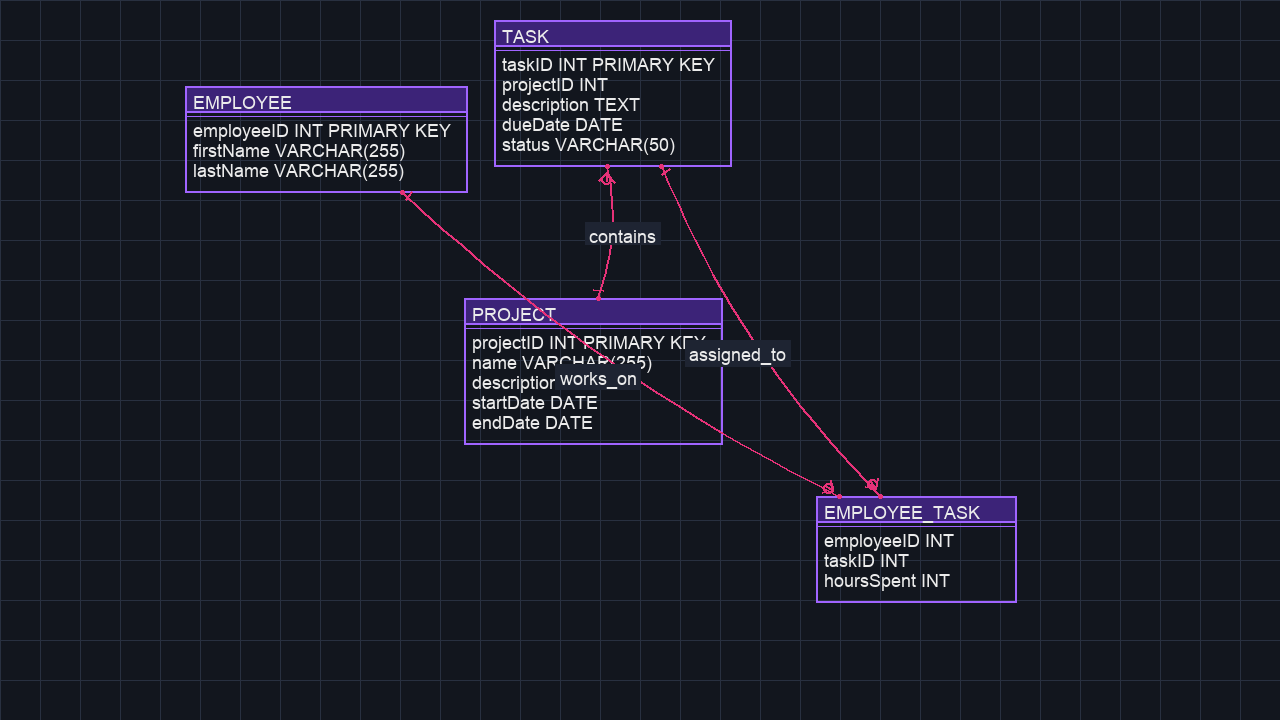 TASK
taskID INT PRIMARY KEY
projectID INT
description TEXT
dueDate DATE
status VARCHAR(50)
EMPLOYEE
employeeID INT PRIMARY KEY
firstName VARCHAR(255)
lastName VARCHAR(255)
contains
PROJECT
projectID INT PRIMARY KEY
name VARCHAR(255)
description
startDate DATE
endDate DATE
works_on
assigned_to
EMPLOYEE_TASK
employeeID INT
taskID INT
hoursSpent INT